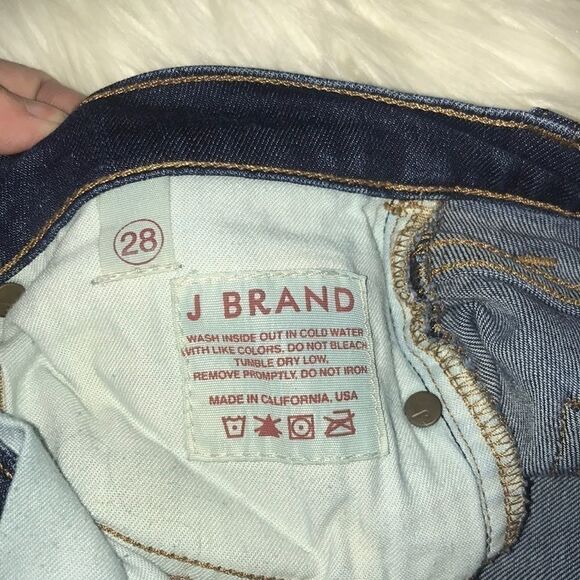 28
J BRAND
WASH INSIDE OUT IN COLD WATER
WITH LIKE COLORS. DO NOT BLEACH
TUMBLE DRY LOW.
REMOVE PROMPTLY, DO NOT IRON
MADE IN CALIFORNIA, USA